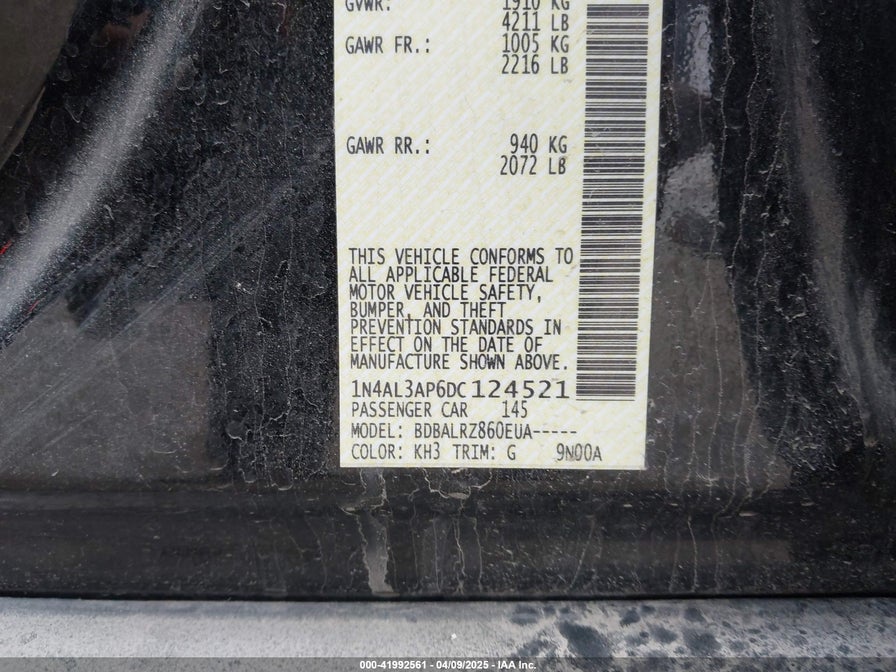 GVWR: 1910 KG
4211 LB
GAWR FR.: 1005 KG
2216 LB
GAWR RR.: 940 KG
2072 LB
THIS VEHICLE CONFORMS TO
ALL APPLICABLE FEDERAL
MOTOR VEHICLE SAFETY,
BUMPER, AND THEFT
PREVENTION STANDARDS IN
EFFECT ON THE DATE OF
MANUFACTURE SHOWN ABOVE.
1N4AL3AP6DC124521
PASSENGER CAR 145
MODEL: BDBALRZ860EUA-----
COLOR: KH3 TRIM: G 9N00A
000-41992561 - 04/09/2025 - IAA Inc.